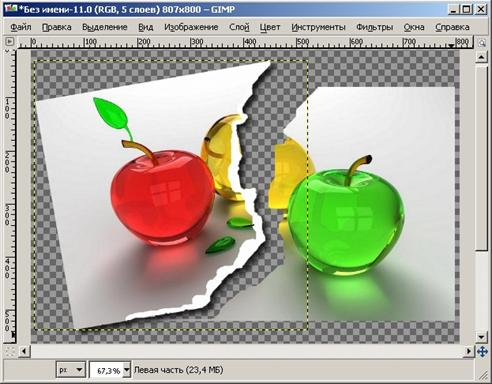 *Без имени-11.0 (RGB, 5 слоев) 807x800 – GIMP
Файл Правка Выделение Вид Изображение Слой Цвет Инструменты Фильтры Окна Справка
0 100 200 300 400 500 600 700 800
100
200
300
400
500
px 67,3% Левая часть (23,4 МБ)